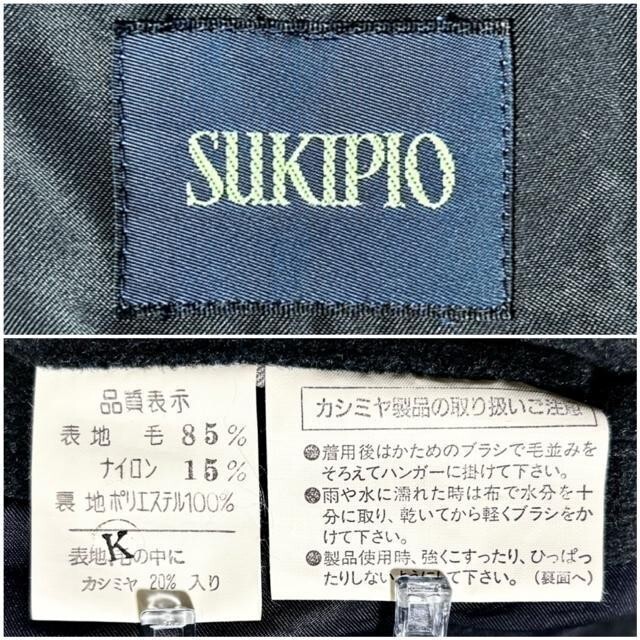 SUKIPIO
品質表示
表地 毛 85%
ナイロン 15%
裏地ポリエステル100%
K
表地毛の中に
カシミヤ 20% 入り
カシミヤ製品の取り扱いご注意
●着用後はかためのブラシで毛並みを
そろえてハンガーに掛けて下さい。
●雨や水に濡れた時は布で水分を十
分に取り、乾いてから軽くブラシをか
けて下さい。
●製品使用時、強くこすったり、ひっぱっ
たりしないようにして下さい。(裏面へ)